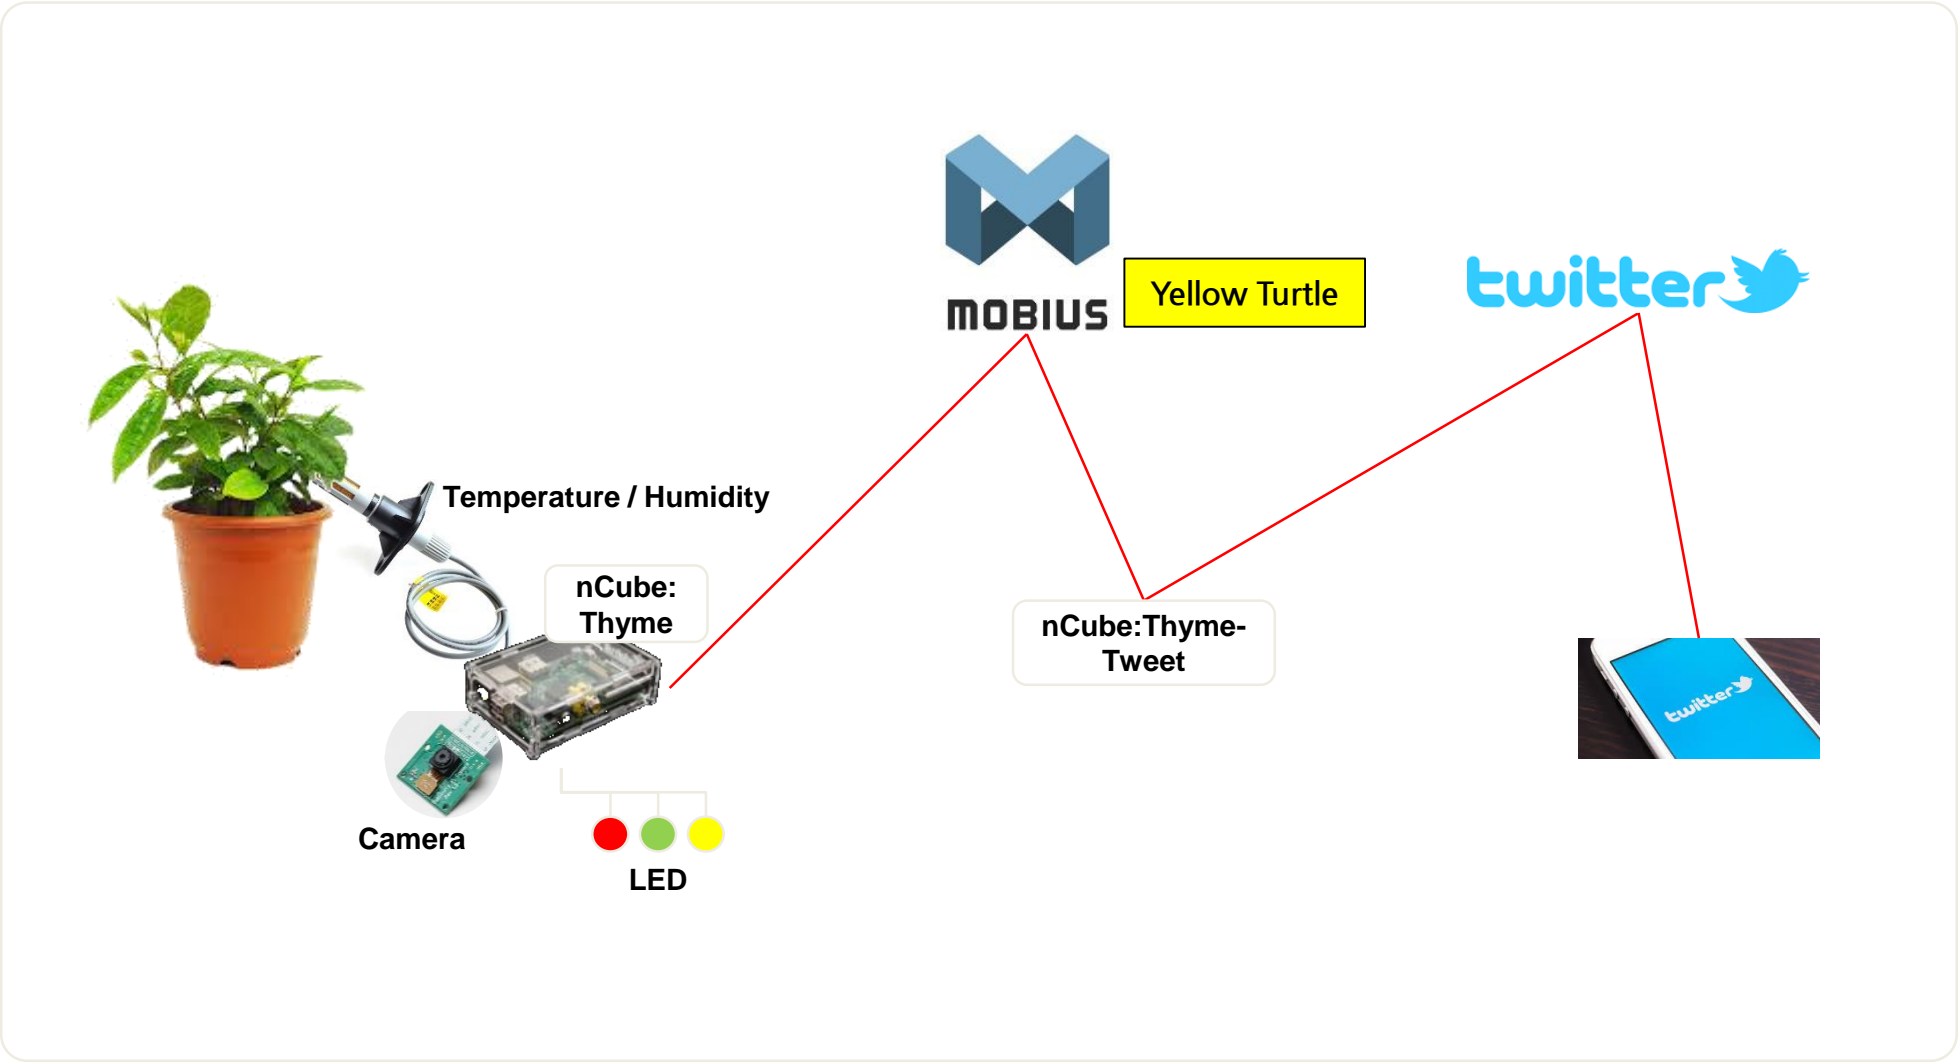 MOBIUS
Yellow Turtle
twitter
Temperature / Humidity
nCube:
Thyme
nCube:Thyme-
Tweet
twitter
Camera
LED